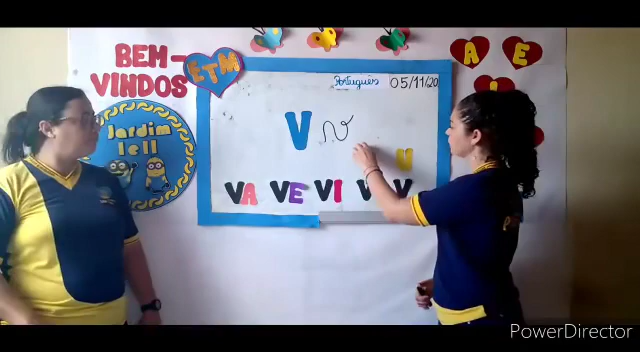 BEM-
VINDOS
ETM
Português 05/11/20
A E
Jardim
I e II
V v
U
VA VE VI V V
PowerDirector